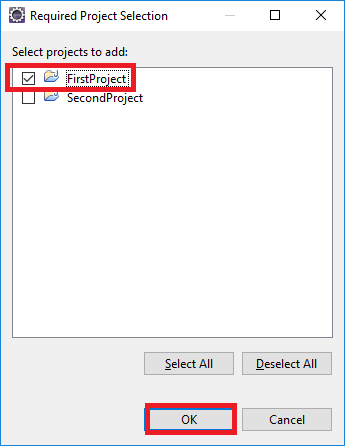 Required Project Selection
Select projects to add:
FirstProject
SecondProject
Select All Deselect All
OK Cancel